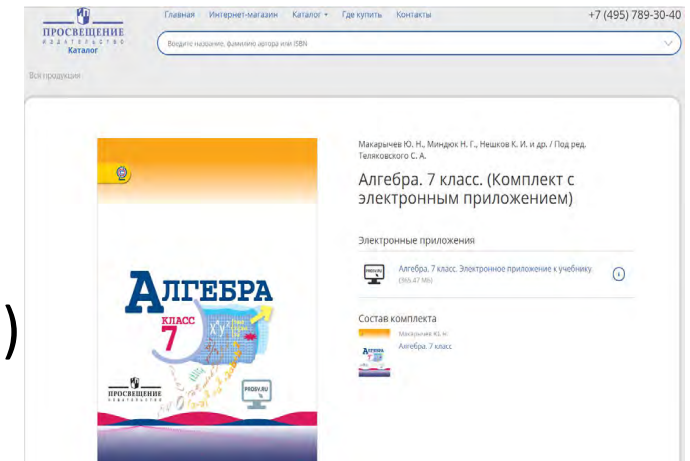 ПРОСВЕЩЕНИЕ
ИЗДАТЕЛЬСТВО
Каталог
Главная Интернет-магазин Каталог Где купить Контакты
+7 (495) 789-30-40
Введите название, фамилию автора или ISBN
Вся продукция
)
АЛГЕБРА
КЛАСС
7
ПРОСВЕЩЕНИЕ
ИЗДАТЕЛЬСТВО
PROSV.RU
Макарычев Ю. Н., Миндюк Н. Г., Нешков К. И. и др. / Под ред.
Теляковского С. А.
Алгебра. 7 класс. (Комплект с
электронным приложением)
Электронные приложения
PROSV.RU
Алгебра. 7 класс. Электронное приложение к учебнику
(365.47 Мб)
Состав комплекта
Макарычев Ю. Н.
Алгебра. 7 класс